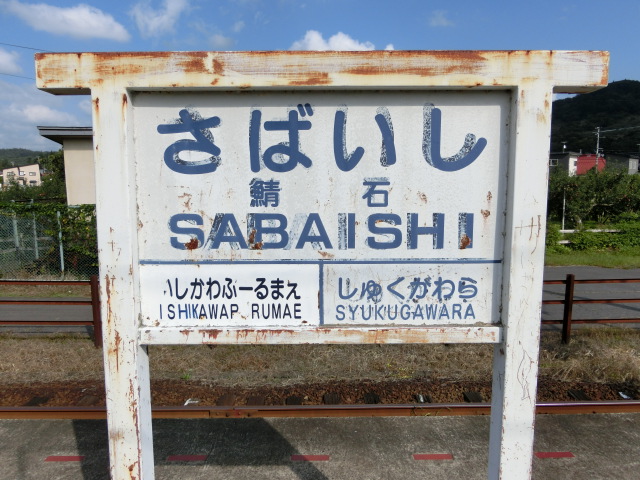 さばいし
鯖石
SABAISHI
いしかわぷーるまえ
ISHIKAWAP RUMAE
しゅくがわら
SYUKUGAWARA